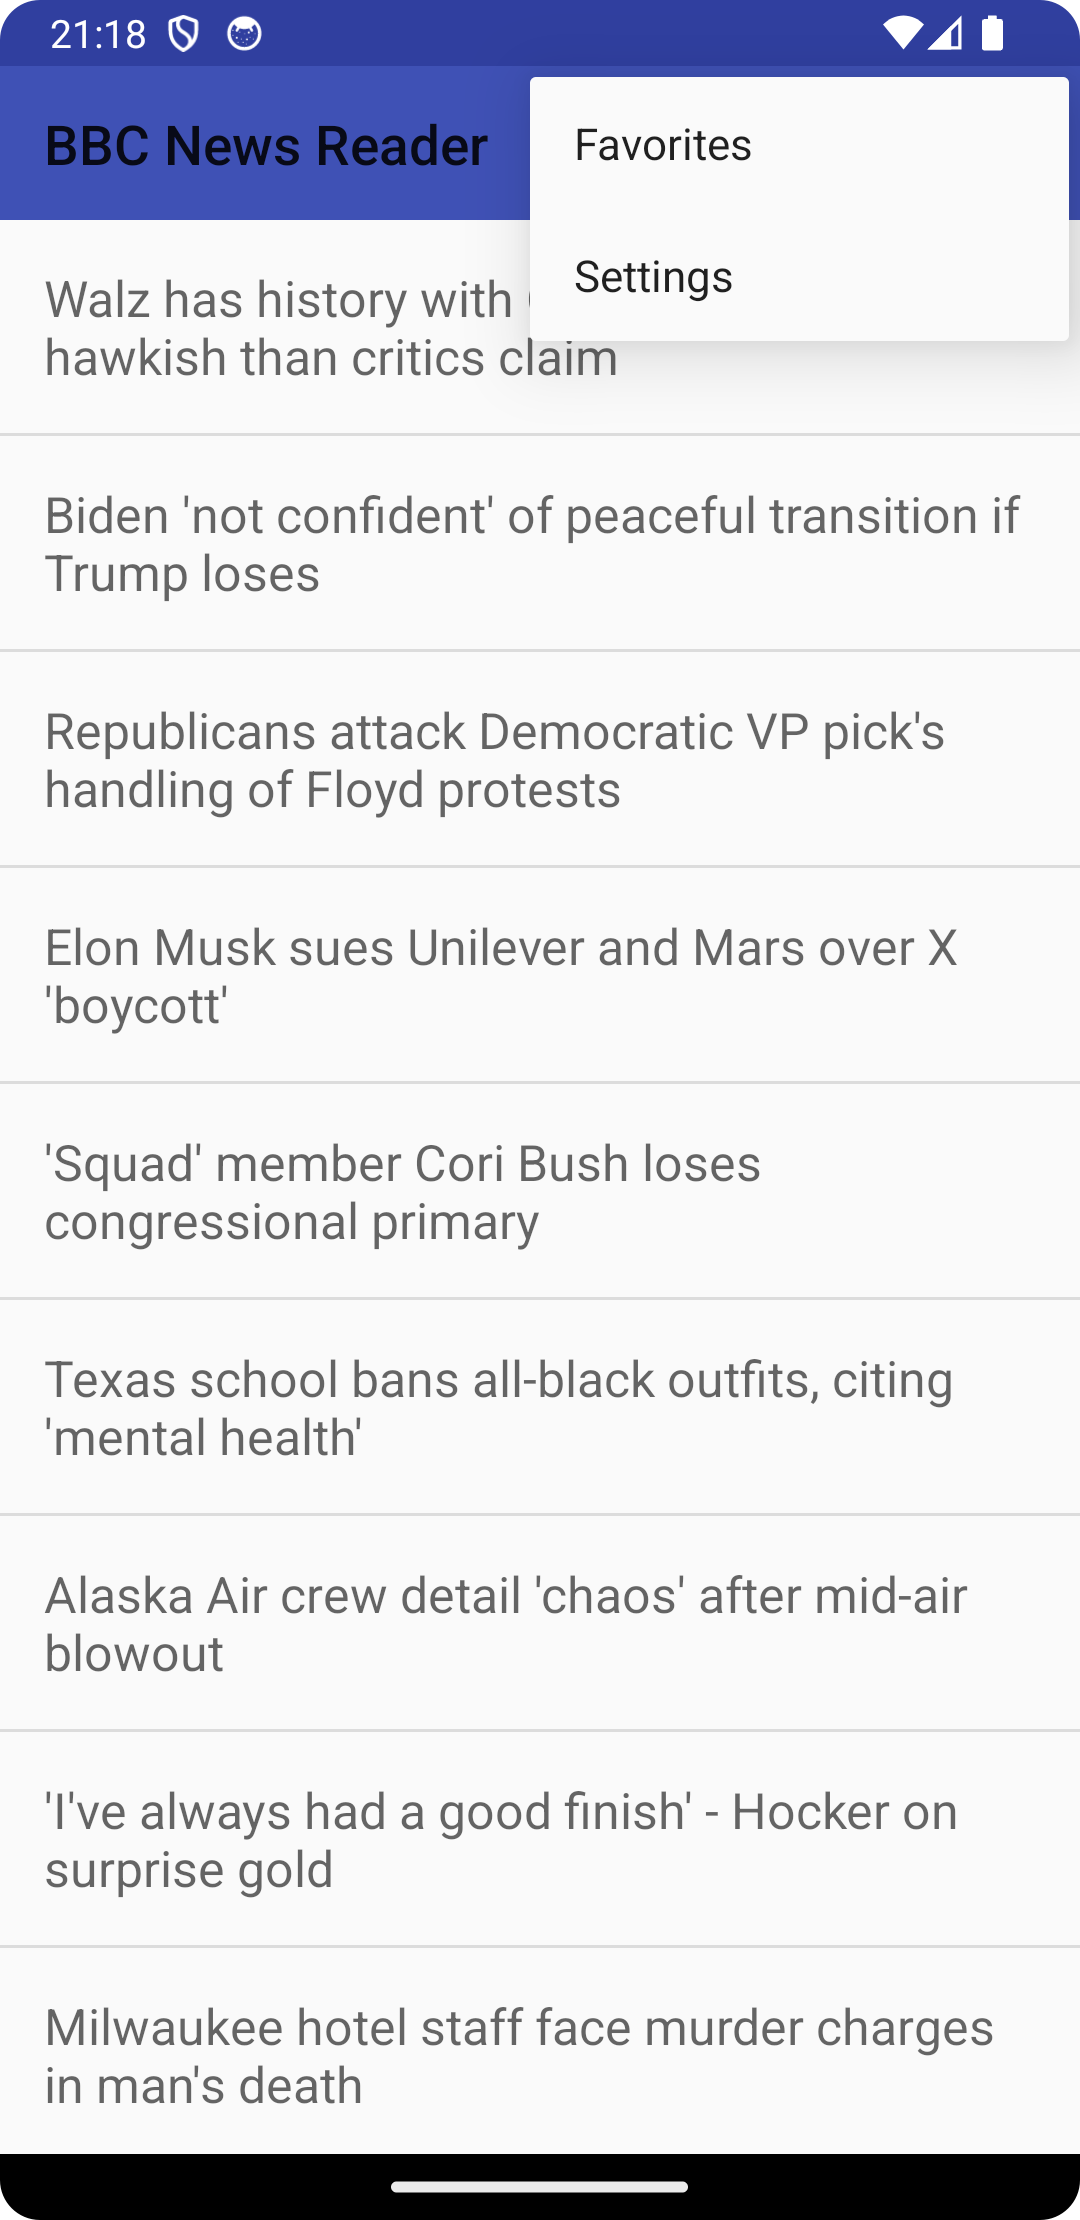 21:18
BBC News Reader
Favorites
Settings
Walz has history with
hawkish than critics claim
Biden 'not confident' of peaceful transition if
Trump loses
Republicans attack Democratic VP pick's
handling of Floyd protests
Elon Musk sues Unilever and Mars over X
'boycott'
'Squad' member Cori Bush loses
congressional primary
Texas school bans all-black outfits, citing
'mental health'
Alaska Air crew detail 'chaos' after mid-air
blowout
'I've always had a good finish' - Hocker on
surprise gold
Milwaukee hotel staff face murder charges
in man's death